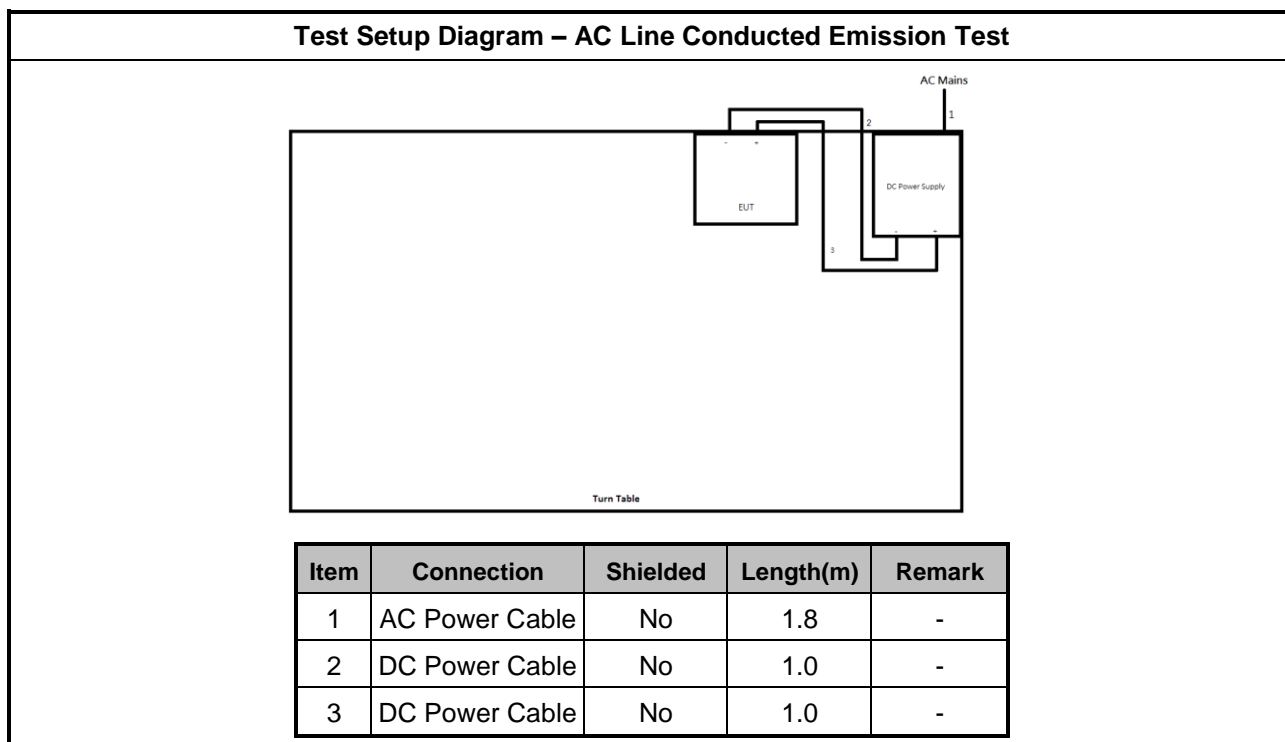 Test Setup Diagram – AC Line Conducted Emission Test
AC Mains
1
2
- +
DC Power Supply
EUT
- +
3
Turn Table
Item Connection Shielded Length(m) Remark
1 AC Power Cable No 1.8 -
2 DC Power Cable No 1.0 -
3 DC Power Cable No 1.0 -